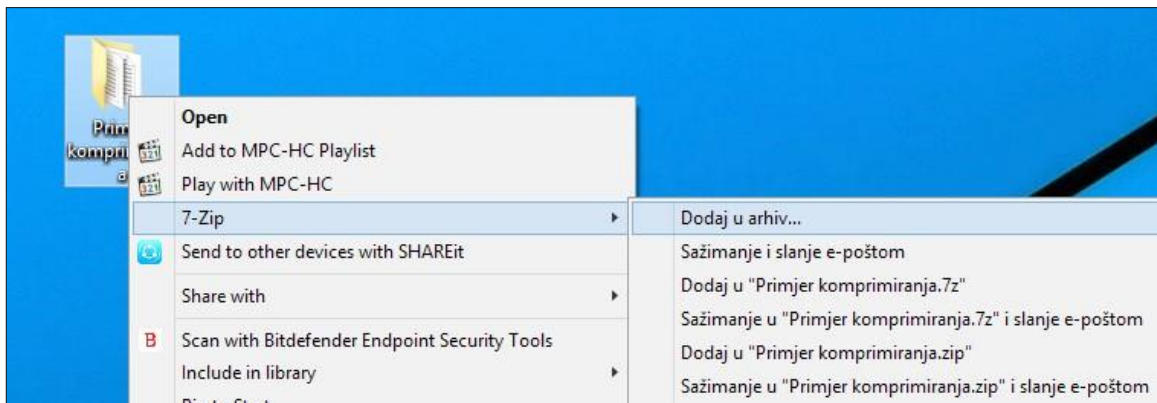 Open
Add to MPC-HC Playlist
Play with MPC-HC
7-Zip
Send to other devices with SHAREit
Share with
Scan with Bitdefender Endpoint Security Tools
Include in library
Dodaj u arhiv...
Sažimanje i slanje e-poštom
Dodaj u "Primjer komprimiranja.7z"
Sažimanje u "Primjer komprimiranja.7z" i slanje e-poštom
Dodaj u "Primjer komprimiranja.zip"
Sažimanje u "Primjer komprimiranja.zip" i slanje e-poštom